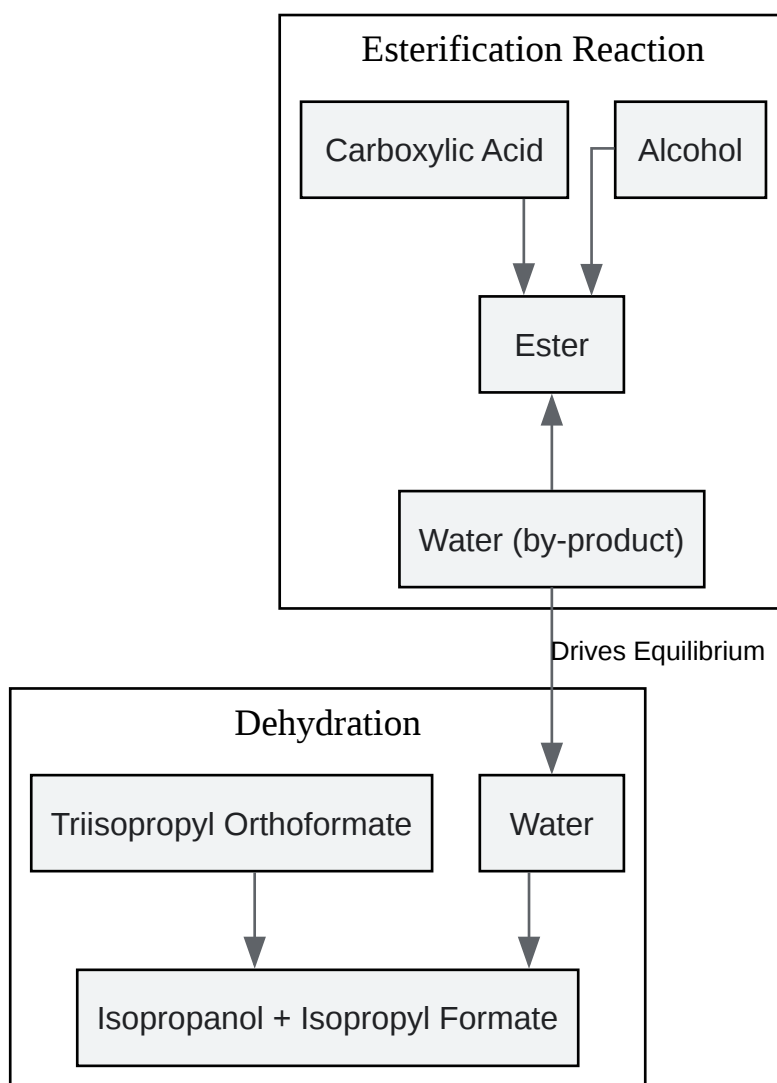 Esterification Reaction
Carboxylic Acid
Alcohol
Ester
Water (by-product)
Drives Equilibrium
Dehydration
Triisopropyl Orthoformate
Water
Isopropanol + Isopropyl Formate